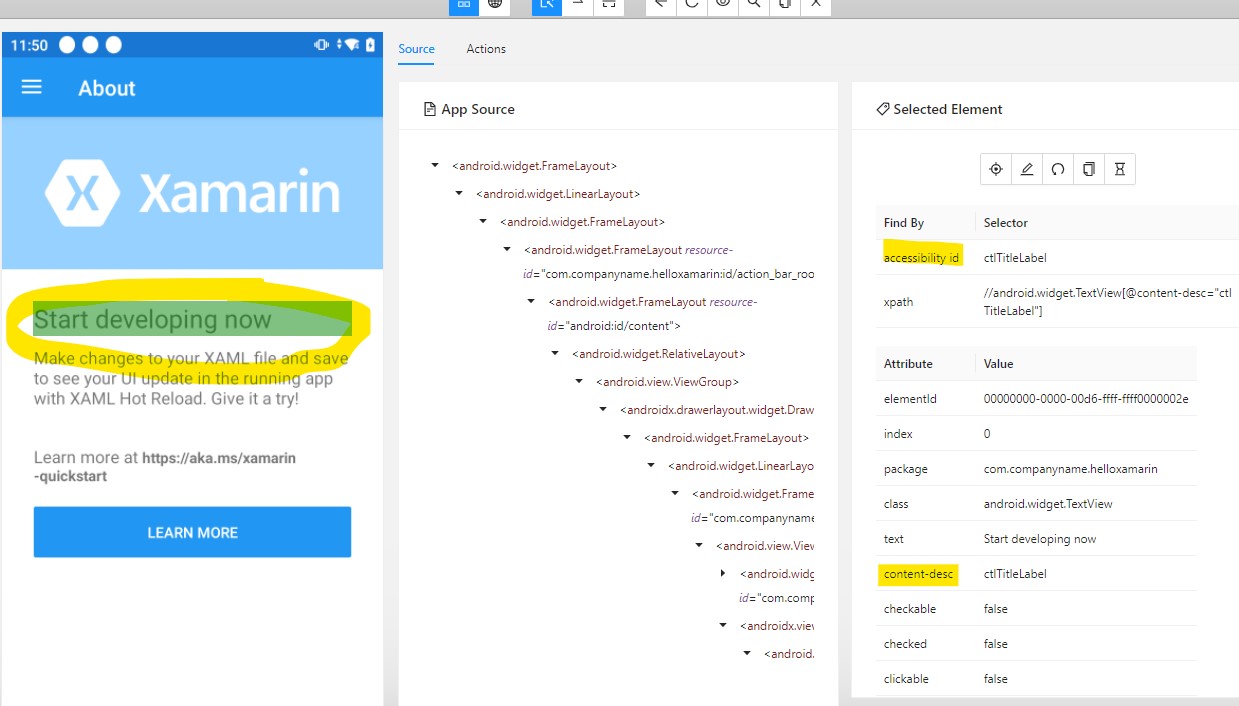 11:50
About
Xamarin
Start developing now
Make changes to your XAML file and save
to see your UI update in the running app
with XAML Hot Reload. Give it a try!
Learn more at https://aka.ms/xamarin
-quickstart
LEARN MORE
Source
Actions
App Source
<android.widget.FrameLayout>
<android.widget.LinearLayout>
<android.widget.FrameLayout>
<android.widget.FrameLayout resource-
id="com.companyname.helloxamarin:id/action_bar_roo
<android.widget.FrameLayout resource-
id="android:id/content">
<android.widget.RelativeLayout>
<android.view.ViewGroup>
<androidx.drawerlayout.widget.Draw
<android.widget.FrameLayout>
<android.widget.LinearLayo
<android.widget.Frame
id="com.companyname
<android.view.View
<android.widg
id="com.comp
<androidx.view
<android.
Selected Element
Find By Selector
accessibility id ctlTitleLabel
xpath //android.widget.TextView[@content-desc="ctl
TitleLabel"]
Attribute Value
elementId 00000000-0000-00d6-ffff-ffff0000002e
index 0
package com.companyname.helloxamarin
class android.widget.TextView
text Start developing now
content-desc ctlTitleLabel
checkable false
checked false
clickable false